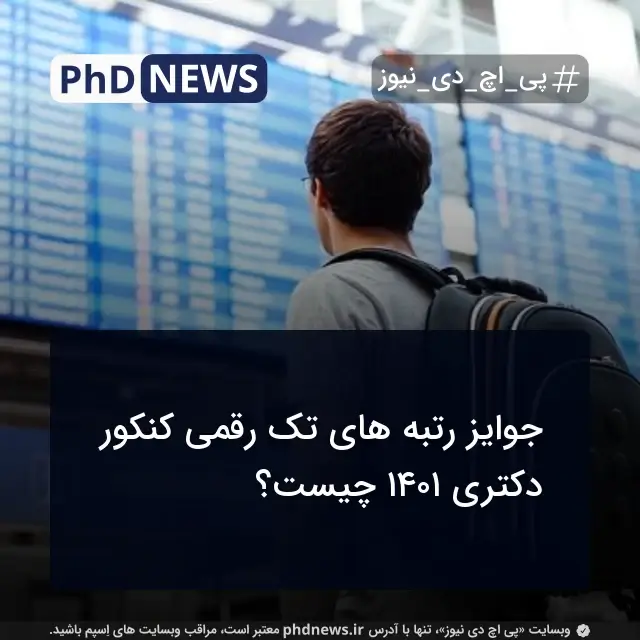 PhD NEWS
#پی_اچ_دی_نیوز
جوایز رتبه های تک رقمی کنکور
دکتری ۱۴۰۱ چیست؟
وبسایت «پی اچ دی نیوز»، تنها با آدرس phdnews.ir معتبر است، مراقب وبسایت های اِسپم باشید.